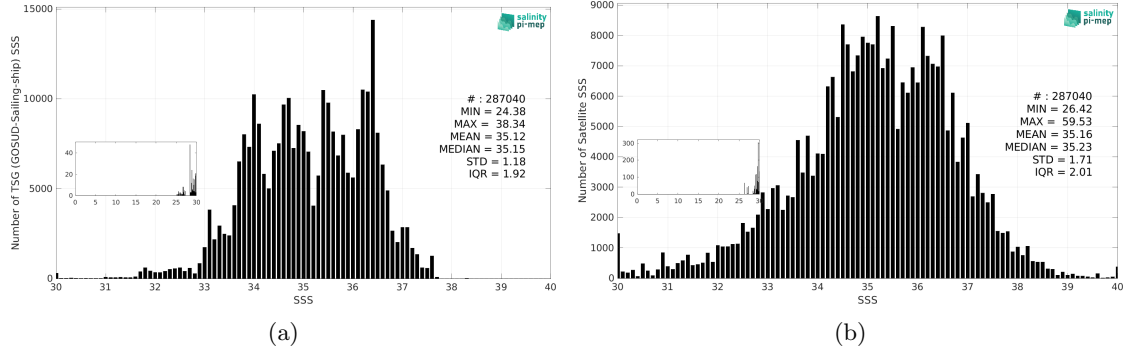 Number of TSG (GOSUD-Sailing-ship) SSS
15000
10000
5000
0
30 31 32 33 34 35 36 37 38 39 40
SSS
salinity
pi-mep
# : 287040
MIN = 24.38
MAX = 38.34
MEAN = 35.12
MEDIAN = 35.15
STD = 1.18
IQR = 1.92
40
20
0
0 5 10 15 20 25 30
(a)
Number of Satellite SSS
9000
8000
7000
6000
5000
4000
3000
2000
1000
0
30 31 32 33 34 35 36 37 38 39 40
SSS
salinity
pi-mep
# : 287040
MIN = 26.42
MAX = 59.53
MEAN = 35.16
MEDIAN = 35.23
STD = 1.71
IQR = 2.01
300
200
100
0
0 5 10 15 20 25 30
(b)